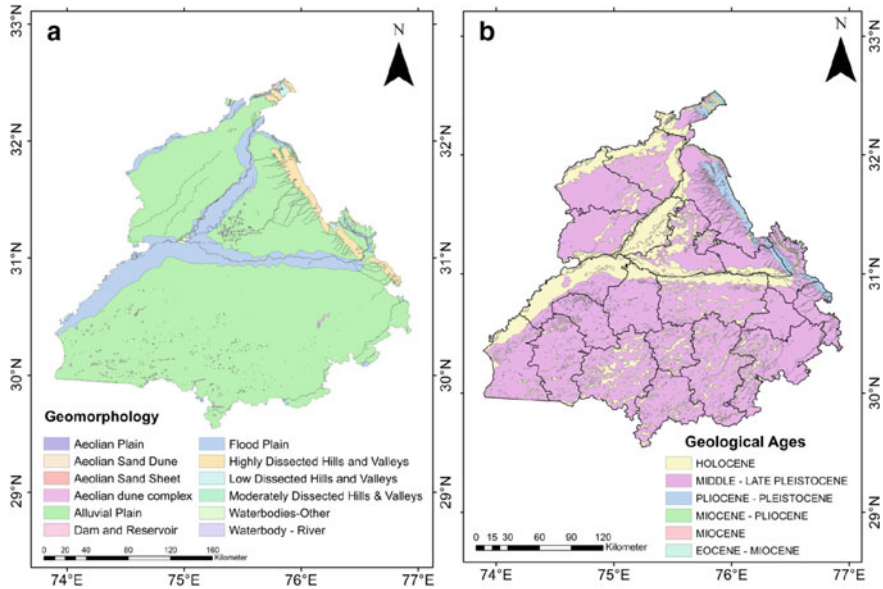 a
N
33°N
32°N
31°N
30°N
29°N
Geomorphology
Aeolian Plain
Aeolian Sand Dune
Aeolian Sand Sheet
Aeolian dune complex
Alluvial Plain
Dam and Reservoir
Flood Plain
Highly Dissected Hills and Valleys
Low Dissected Hills and Valleys
Moderately Dissected Hills & Valleys
Waterbodies-Other
Waterbody - River
0 20 40 80 120 160
Kilometer
74°E 75°E 76°E 77°E
b
N
33°N
32°N
31°N
30°N
29°N
Geological Ages
HOLOCENE
MIDDLE - LATE PLEISTOCENE
PLIOCENE - PLEISTOCENE
MIOCENE - PLIOCENE
MIOCENE
EOCENE - MIOCENE
0 15 30 60 90 120
Kilometer
74°E 75°E 76°E 77°E